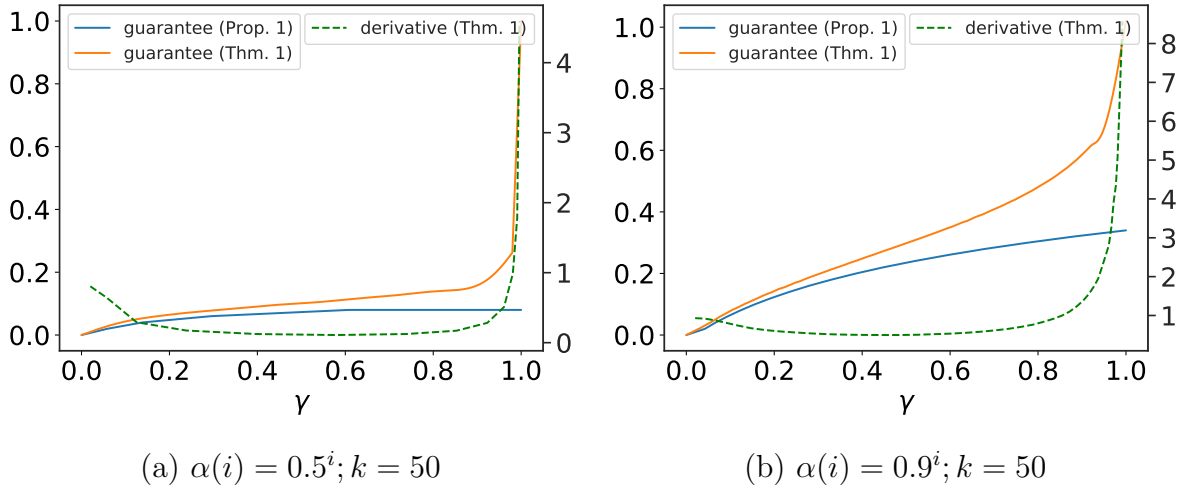 guarantee (Prop. 1)
guarantee (Thm. 1)
derivative (Thm. 1)
1.0
0.8
0.6
0.4
0.2
0.0
4
3
2
1
0
0.0 0.2 0.4 0.6 0.8 1.0
γ
(a) α(i) = 0.5^i; k = 50
guarantee (Prop. 1)
guarantee (Thm. 1)
derivative (Thm. 1)
1.0
0.8
0.6
0.4
0.2
0.0
8
7
6
5
4
3
2
1
0.0 0.2 0.4 0.6 0.8 1.0
γ
(b) α(i) = 0.9^i; k = 50